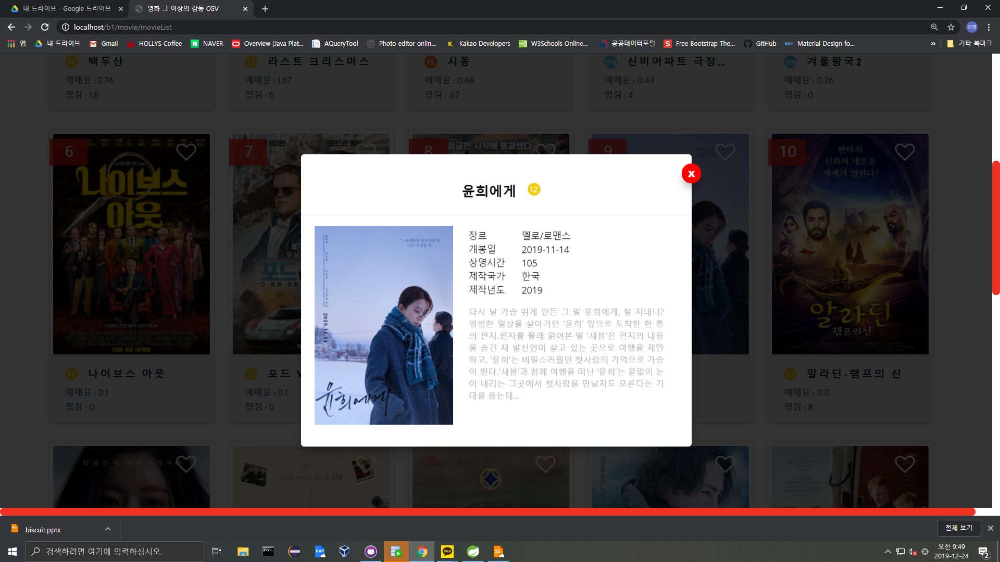 내 드라이브 - Google 드라이브
영화 그 이상의 감동 CGV
localhost/b1/movie/movieList
앱
내 드라이브
Gmail
HOLLYS Coffee
NAVER
Overview (Java Plat...
AQueryTool
Photo editor onlin...
Kakao Developers
W3Schools Online...
공공데이터포털
Free Bootstrap The...
GitHub
Material Design fo...
기타 북마크
12 백두산
예매율 : 2.76
평점 : 1.6
12 라스트 크리스마스
예매율 : 1.67
평점 : 6
15 시동
예매율 : 0.68
평점 : .67
전체 신비아파트 극장...
예매율 : 0.43
평점 : 4
전체 겨울왕국2
예매율 : 0.26
평점 : 0
6
나이브스
아웃
12월 4일 대개봉
12 나이브스 아웃
예매율 : 0.1
평점 : 0
7
데이먼
크리스찬 베일
포드
12 포드 V
예매율 : 0.1
평점 : 0
8
정글은 시작에 불과했다
9
10
판타지
신화의 새로운
세계가 열린다!
알라딘
램프의 신
12 알라딘-램프의 신
예매율 : 0.0
평점 : 8
x
윤희에게 12
2019.11.14
윤희에게
장르 멜로/로맨스
개봉일 2019-11-14
상영시간 105
제작국가 한국
제작년도 2019
다시 날 가슴 뛰게 만든 그 말 윤희에게, 잘 지내니?
평범한 일상을 살아가던 '윤희' 앞으로 도착한 한 통
의 편지.편지를 몰래 읽어본 딸 '새봄'은 편지의 내용
을 숨긴 채 발신인이 살고 있는 곳으로 여행을 제안
하고, '윤희'는 비밀스러웠던 첫사랑의 기억으로 가슴
이 뛴다.'새봄'과 함께 여행을 떠난 ‘윤희’는 끝없이 눈
이 내리는 그곳에서 첫사랑을 만날지도 모른다는 기
대를 품는데...
닫혀진 섬, 치안 사각지대
biscuit.pptx
전체 보기
검색하려면 여기에 입력하십시오.
오전 9:49
2019-12-24
2